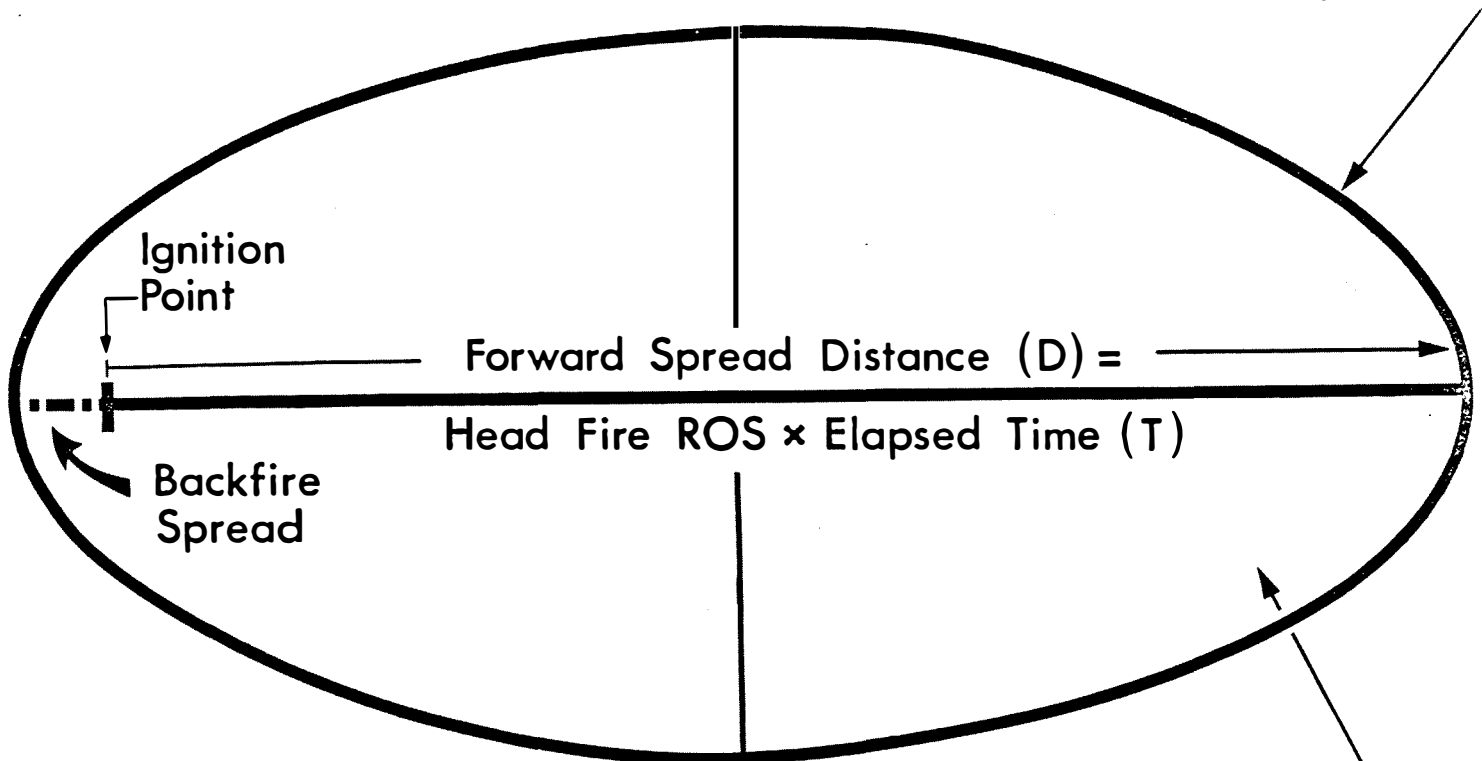 Ignition
Point
Forward Spread Distance (D) =
Head Fire ROS × Elapsed Time (T)
Backfire
Spread